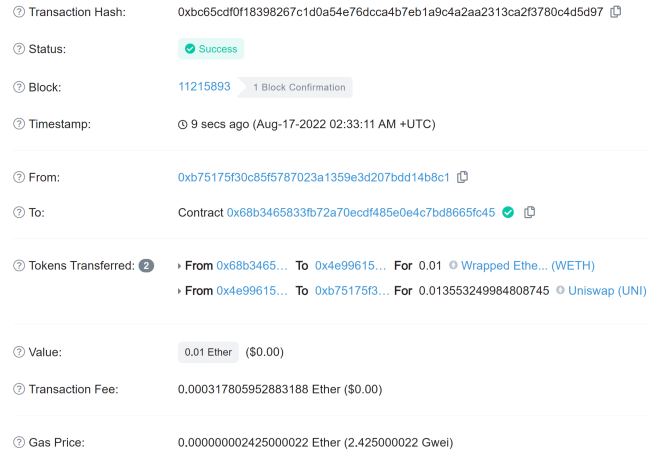 Transaction Hash: 0xbc65cdf0f18398267c1d0a54e76dcca4b7eb1a9c4a2aa2313ca2f3780c4d5d97
Status: Success
Block: 11215893 1 Block Confirmation
Timestamp: 9 secs ago (Aug-17-2022 02:33:11 AM +UTC)
From: 0xb75175f30c85f5787023a1359e3d207bdd14b8c1
To: Contract 0x68b3465833fb72a70ecdf485e0e4c7bd8665fc45
Tokens Transferred: 2 From 0x68b3465... To 0x4e99615... For 0.01 Wrapped Ethe... (WETH)
From 0x4e99615... To 0xb75175f3... For 0.013553249984808745 Uniswap (UNI)
Value: 0.01 Ether ($0.00)
Transaction Fee: 0.000317805952883188 Ether ($0.00)
Gas Price: 0.000000002425000022 Ether (2.425000022 Gwei)